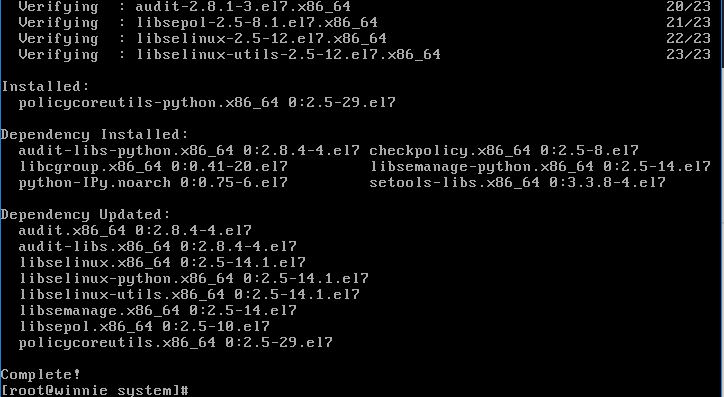 Verifying : audit-2.8.1-3.el7.x86_64 20/23
Verifying : libsepol-2.5-8.1.el7.x86_64 21/23
Verifying : libselinux-2.5-12.el7.x86_64 22/23
Verifying : libselinux-utils-2.5-12.el7.x86_64 23/23
Installed:
policycoreutils-python.x86_64 0:2.5-29.el7
Dependency Installed:
audit-libs-python.x86_64 0:2.8.4-4.el7 checkpolicy.x86_64 0:2.5-8.el7
libcgroup.x86_64 0:0.41-20.el7 libsemanage-python.x86_64 0:2.5-14.el7
python-IPy.noarch 0:0.75-6.el7 setools-libs.x86_64 0:3.3.8-4.el7
Dependency Updated:
audit.x86_64 0:2.8.4-4.el7
audit-libs.x86_64 0:2.8.4-4.el7
libselinux.x86_64 0:2.5-14.1.el7
libselinux-python.x86_64 0:2.5-14.1.el7
libselinux-utils.x86_64 0:2.5-14.1.el7
libsemanage.x86_64 0:2.5-14.el7
libsepol.x86_64 0:2.5-10.el7
policycoreutils.x86_64 0:2.5-29.el7
Complete!
[root@winnie system]#